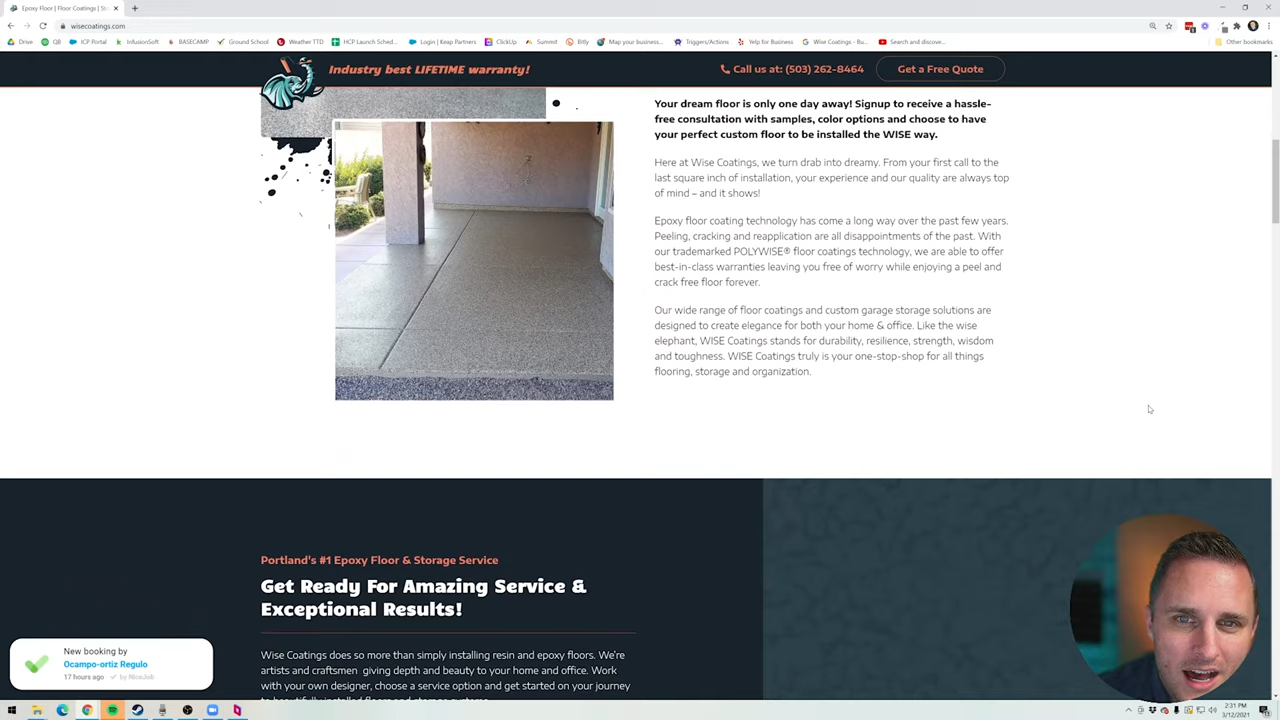 Epoxy Floor | Floor Coatings | St
wisecoatings.com
Drive
QB
ICP Portal
InfusionSoft
BASECAMP
Ground School
Weather TTD
HCP Launch Sched...
Login | Keap Partners
ClickUp
Summit
Bitly
Map your business...
Triggers/Actions
Yelp for Business
Wise Coatings - Bu...
Search and discove...
Other bookmarks
Industry best LIFETIME warranty!
Call us at: (503) 262-8464
Get a Free Quote
Your dream floor is only one day away! Signup to receive a hassle-
free consultation with samples, color options and choose to have
your perfect custom floor to be installed the WISE way.
Here at Wise Coatings, we turn drab into dreamy. From your first call to the
last square inch of installation, your experience and our quality are always top
of mind – and it shows!
Epoxy floor coating technology has come a long way over the past few years.
Peeling, cracking and reapplication are all disappointments of the past. With
our trademarked POLYWISE® floor coatings technology, we are able to offer
best-in-class warranties leaving you free of worry while enjoying a peel and
crack free floor forever.
Our wide range of floor coatings and custom garage storage solutions are
designed to create elegance for both your home & office. Like the wise
elephant, WISE Coatings stands for durability, resilience, strength, wisdom
and toughness. WISE Coatings truly is your one-stop-shop for all things
flooring, storage and organization.
Portland's #1 Epoxy Floor & Storage Service
Get Ready For Amazing Service &
Exceptional Results!
Wise Coatings does so more than simply installing resin and epoxy floors. We're
artists and craftsmen giving depth and beauty to your home and office. Work
with your own designer, choose a service option and get started on your journey
New booking by
Ocampo-ortiz Regulo
17 hours ago
by NiceJob
2:31 PM
3/12/2021